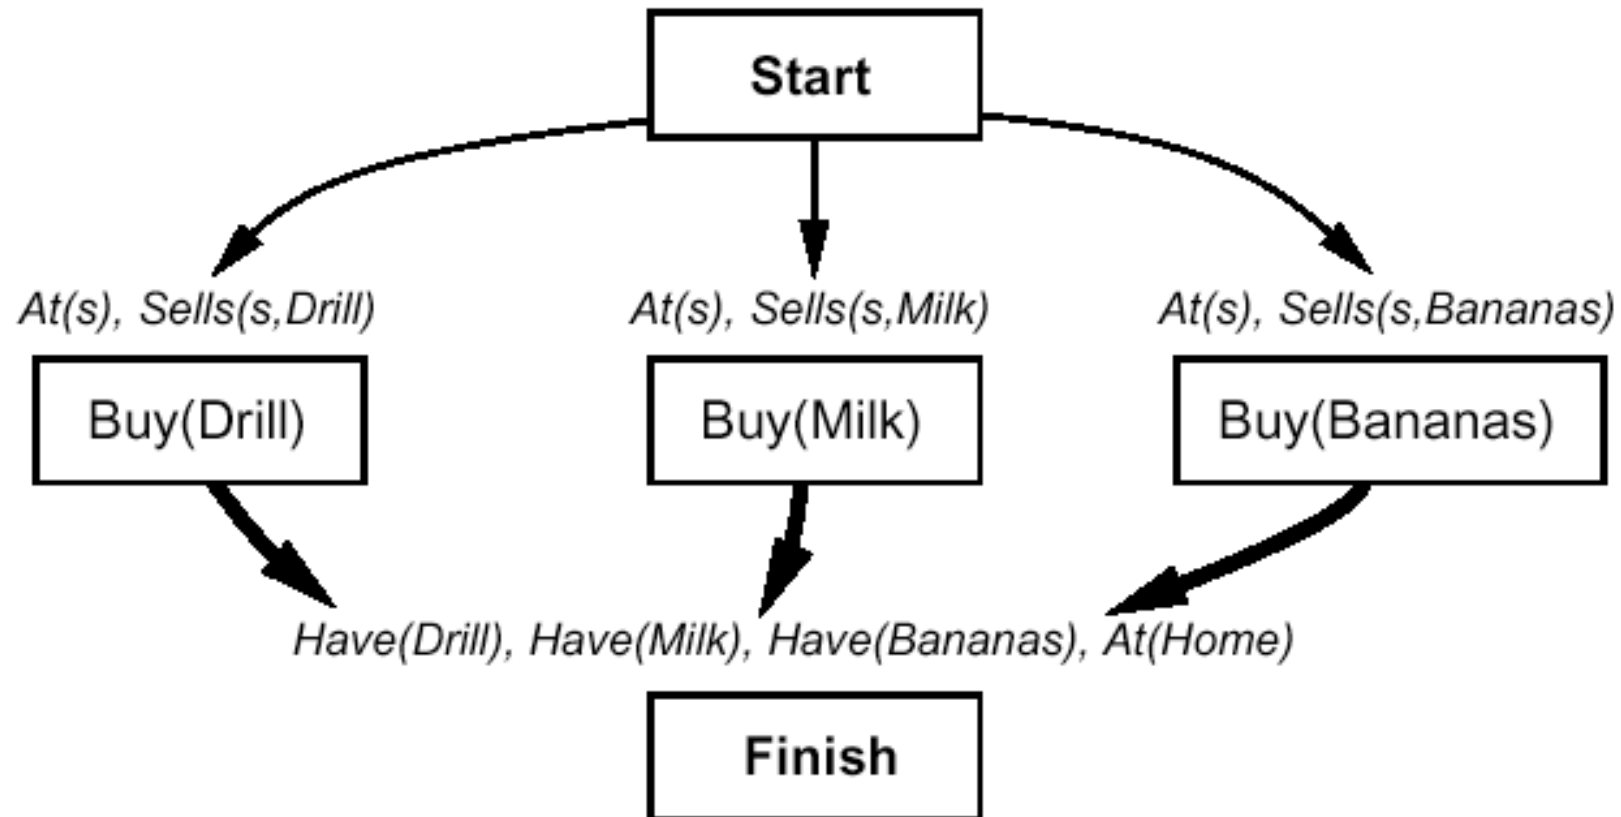 Start
At(s), Sells(s,Drill) At(s), Sells(s,Milk) At(s), Sells(s,Bananas)
Buy(Drill) Buy(Milk) Buy(Bananas)
Have(Drill), Have(Milk), Have(Bananas), At(Home)
Finish